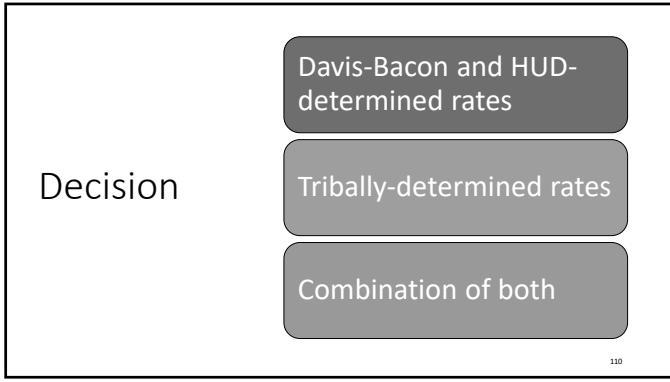 Decision
Davis-Bacon and HUD-
determined rates
Tribally-determined rates
Combination of both
110